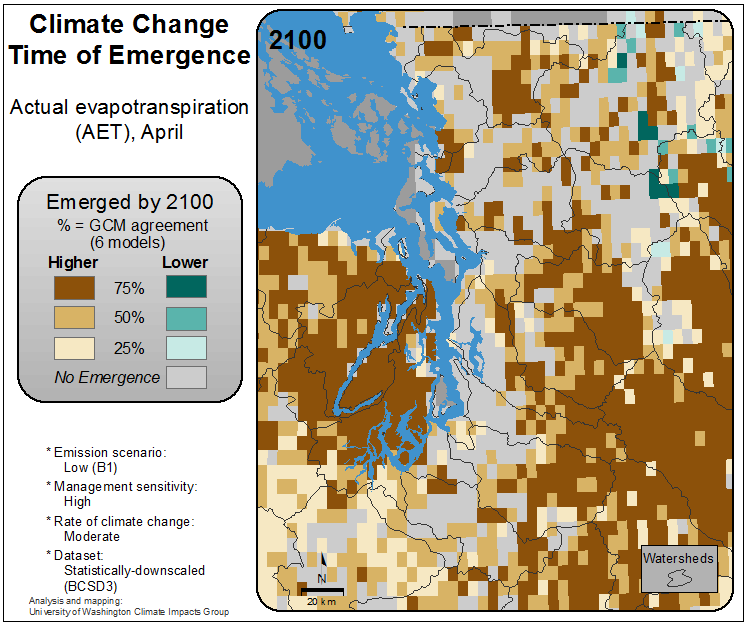 Climate Change
Time of Emergence
Actual evapotranspiration
(AET), April
Emerged by 2100
% = GCM agreement
(6 models)
Higher Lower
75%
50%
25%
No Emergence
* Emission scenario:
Low (B1)
* Management sensitivity:
High
* Rate of climate change:
Moderate
* Dataset:
Statistically-downscaled
(BCSD3)
Analysis and mapping:
University of Washington Climate Impacts Group
2100
N
20 km
Watersheds